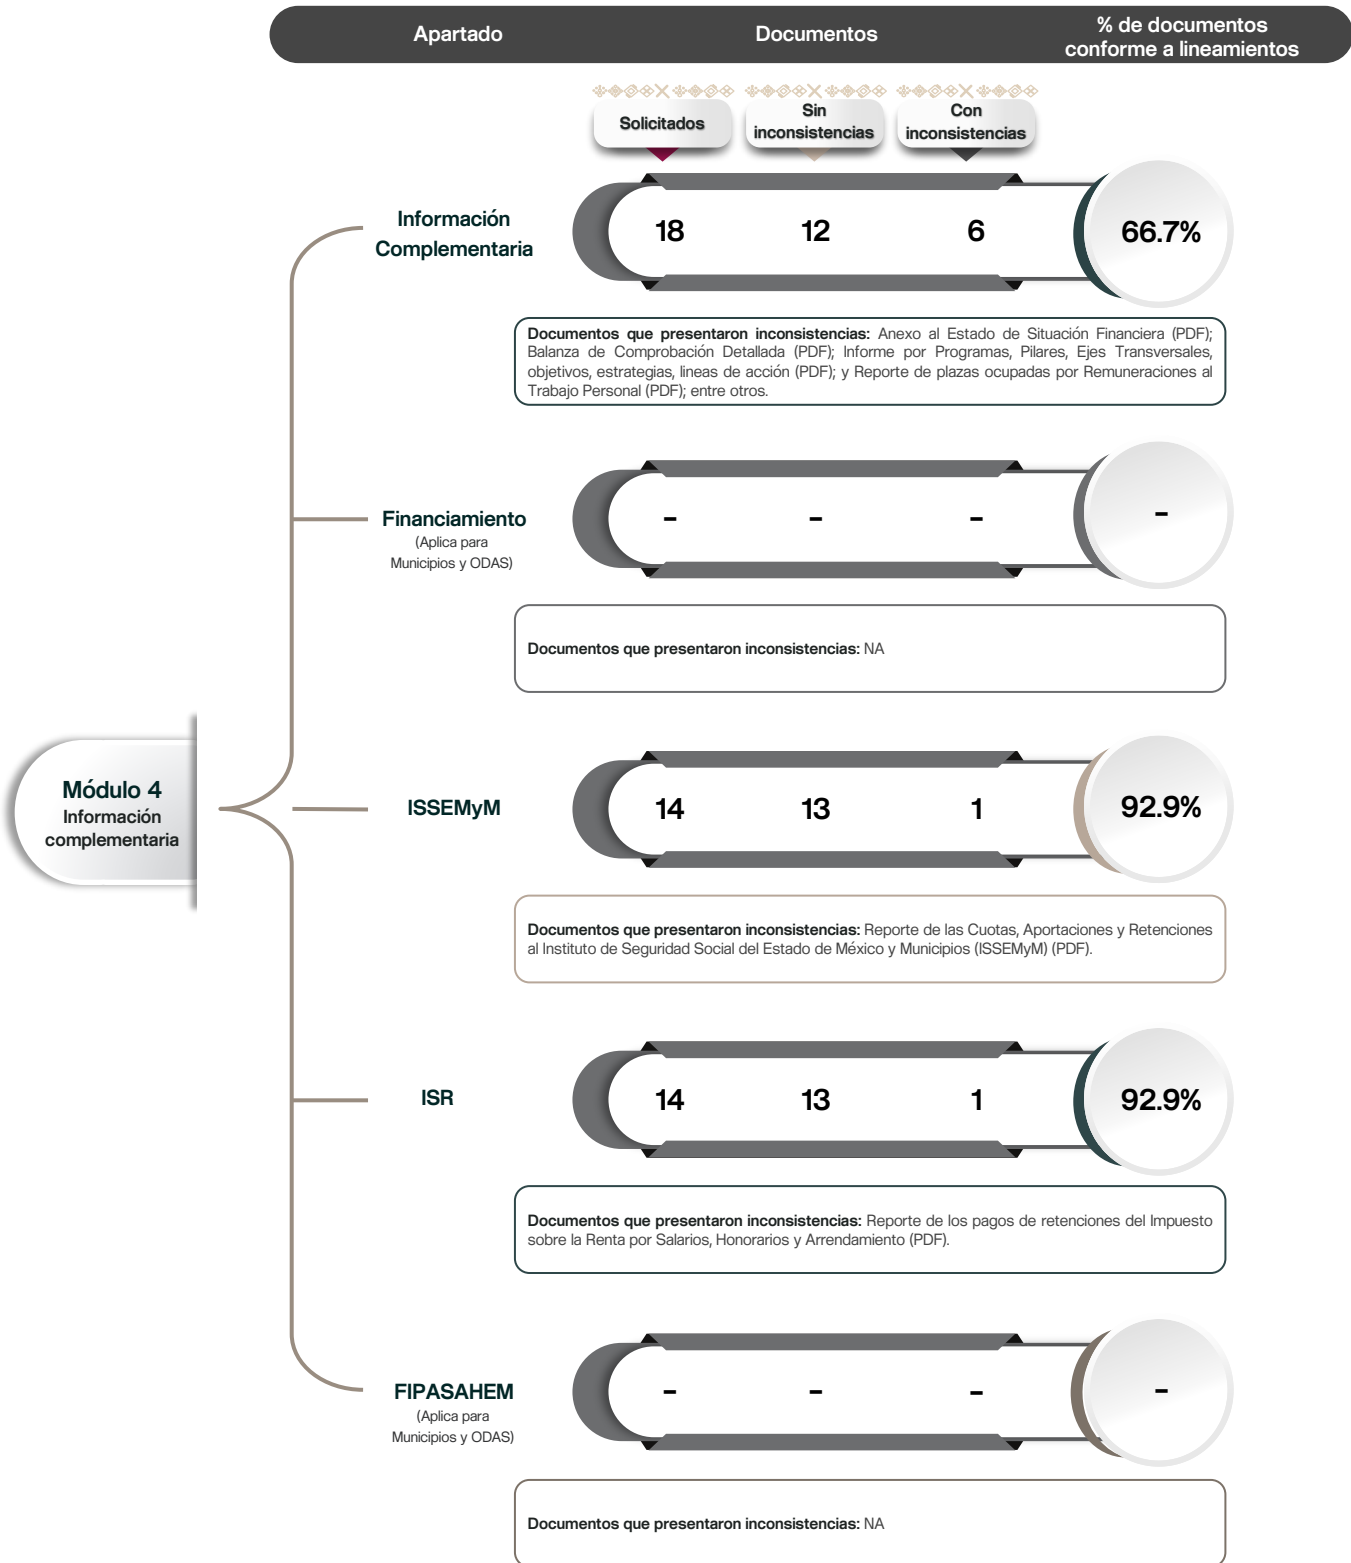 Apartado
Documentos
% de documentos
conforme a lineamientos
Solicitados
Sin
inconsistencias
Con
inconsistencias
Información
Complementaria
18 12 6 66.7%
Documentos que presentaron inconsistencias: Anexo al Estado de Situación Financiera (PDF);
Balanza de Comprobación Detallada (PDF); Informe por Programas, Pilares, Ejes Transversales,
objetivos, estrategias, lineas de acción (PDF); y Reporte de plazas ocupadas por Remuneraciones al
Trabajo Personal (PDF); entre otros.
Financiamiento
(Aplica para
Municipios y ODAS)
- - - -
Documentos que presentaron inconsistencias: NA
Módulo 4
Información
complementaria
ISSEMyM
14 13 1 92.9%
Documentos que presentaron inconsistencias: Reporte de las Cuotas, Aportaciones y Retenciones
al Instituto de Seguridad Social del Estado de México y Municipios (ISSEMyM) (PDF).
ISR
14 13 1 92.9%
Documentos que presentaron inconsistencias: Reporte de los pagos de retenciones del Impuesto
sobre la Renta por Salarios, Honorarios y Arrendamiento (PDF).
FIPASAHEM
(Aplica para
Municipios y ODAS)
- - - -
Documentos que presentaron inconsistencias: NA